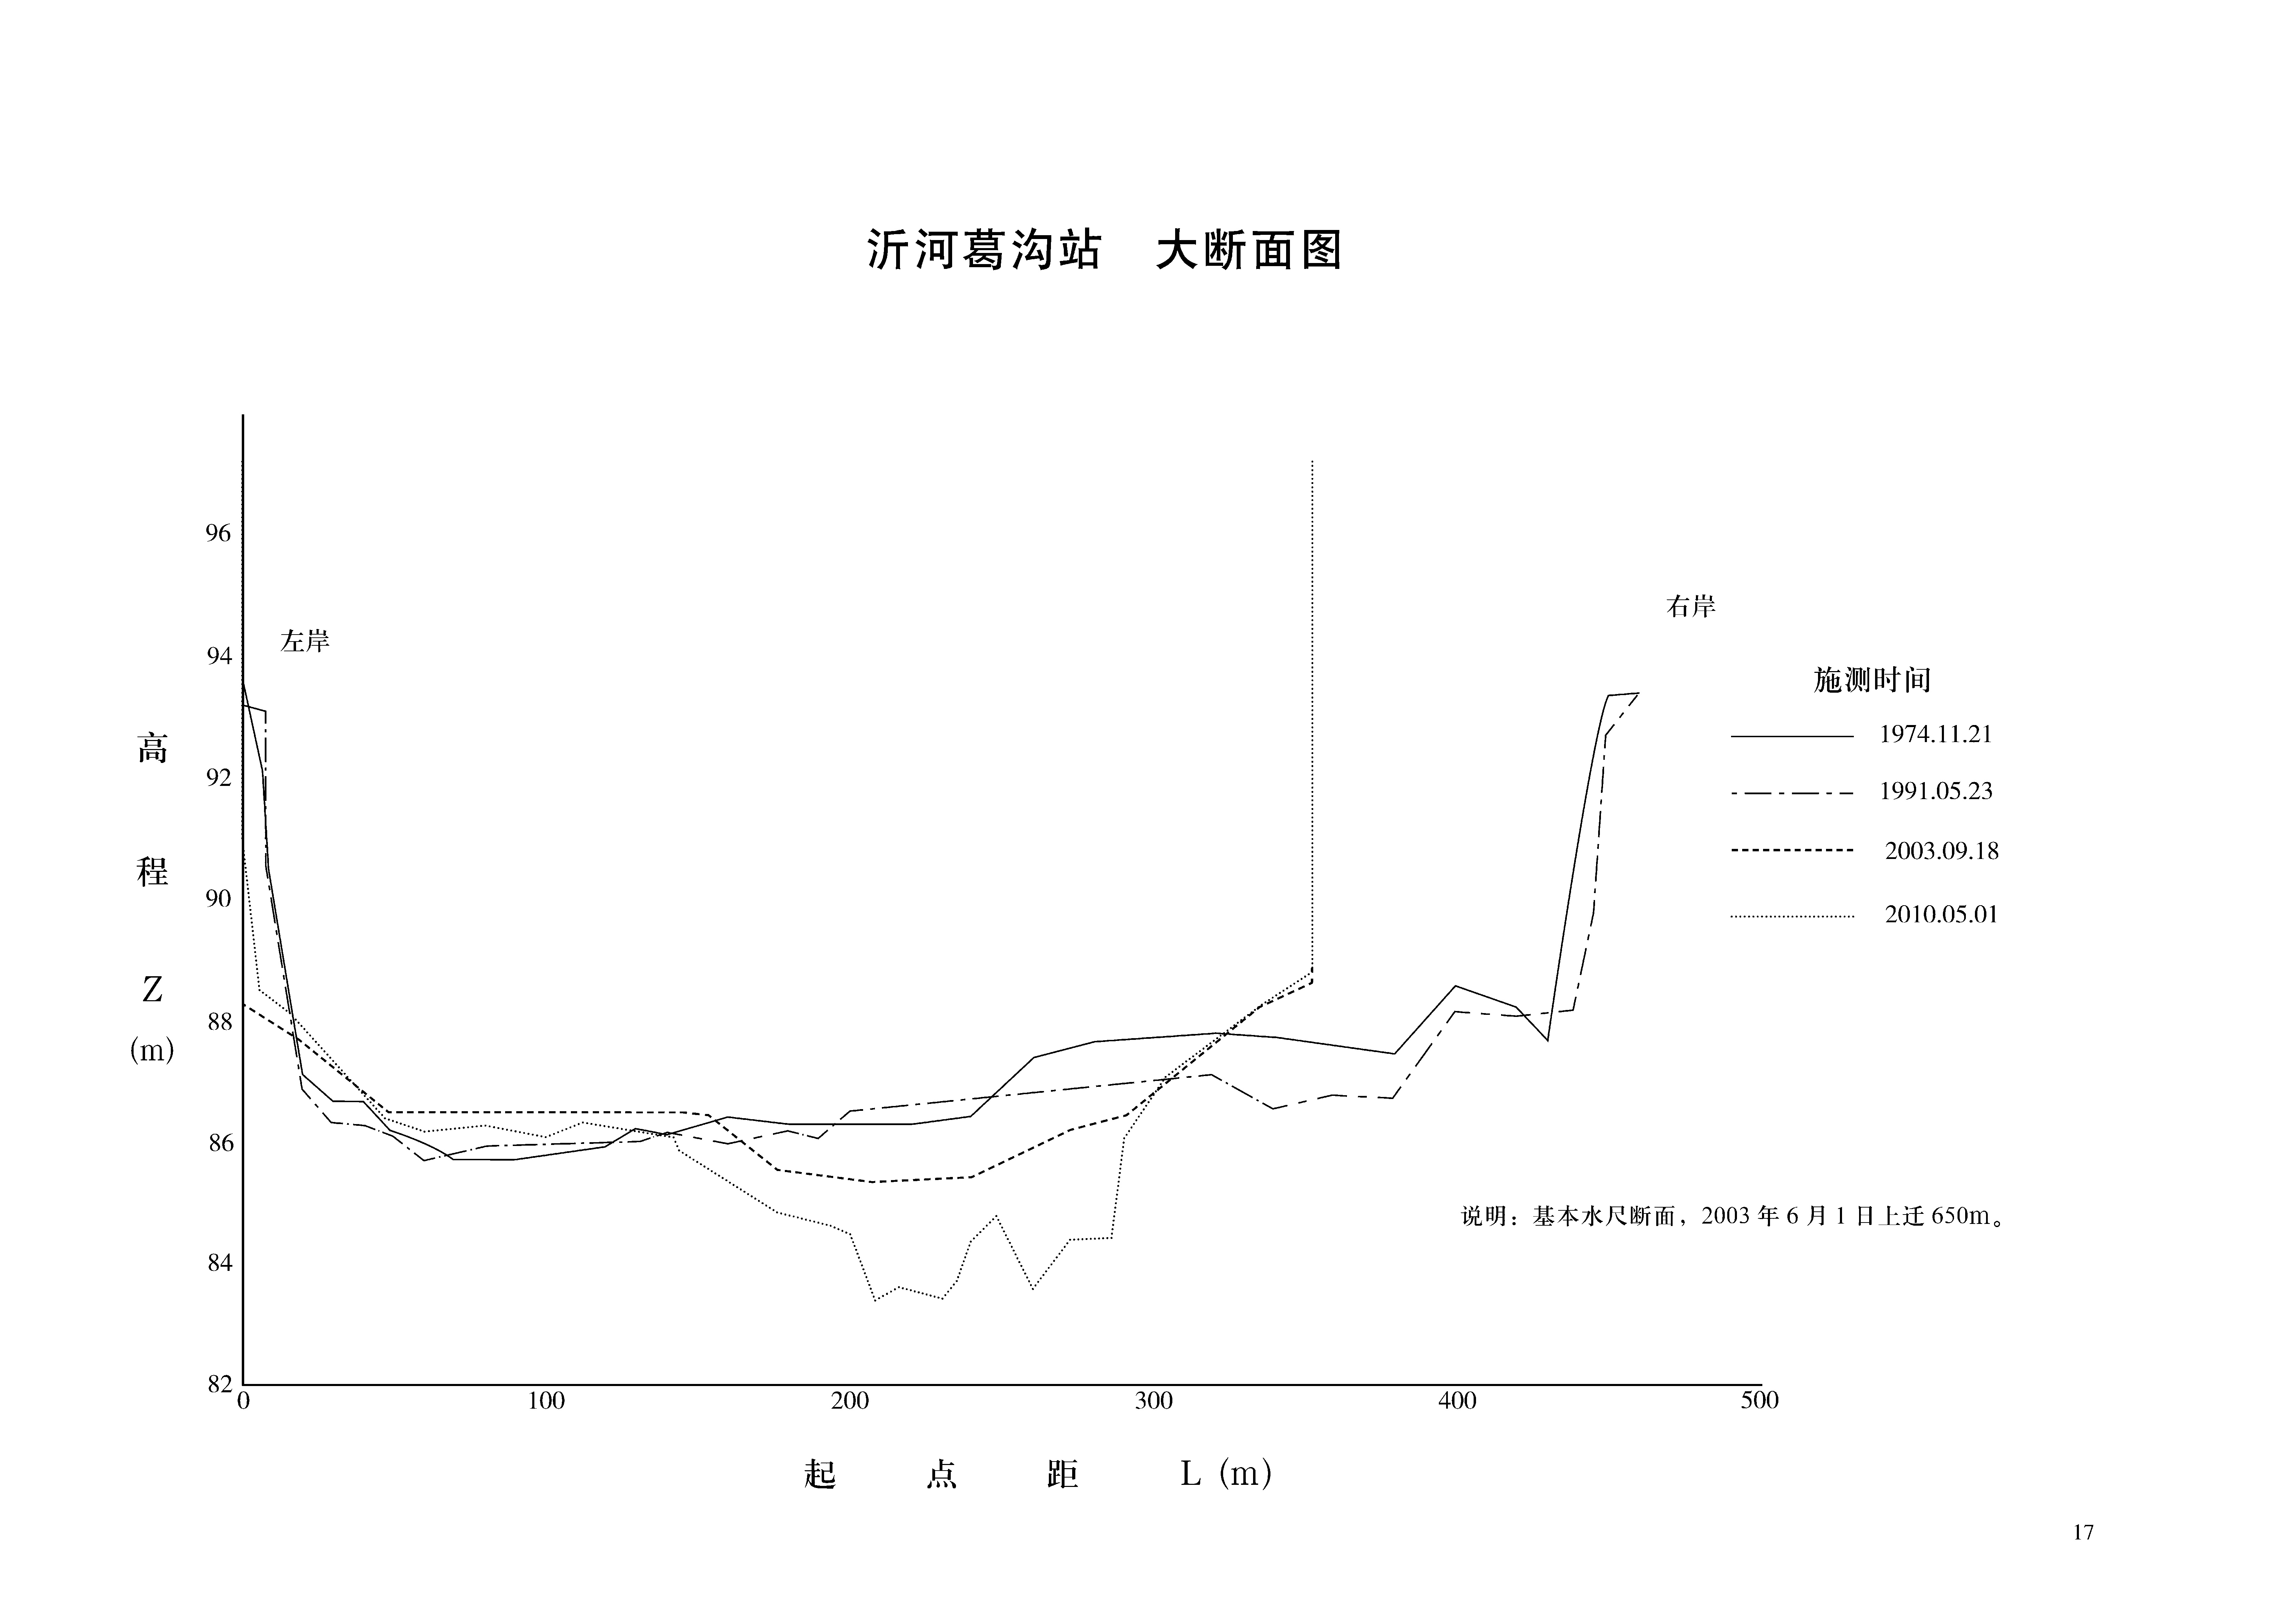 沂河葛沟站 大断面图
96
左岸
右岸
94
施测时间
高
1974.11.21
92
1991.05.23
程
2003.09.18
90
2010.05.01
Z
88
(m)
86
说明：基本水尺断面，2003 年 6 月 1 日上迁 650m。
84
82
0 100 200 300 400 500
起 点 距 L (m)
17